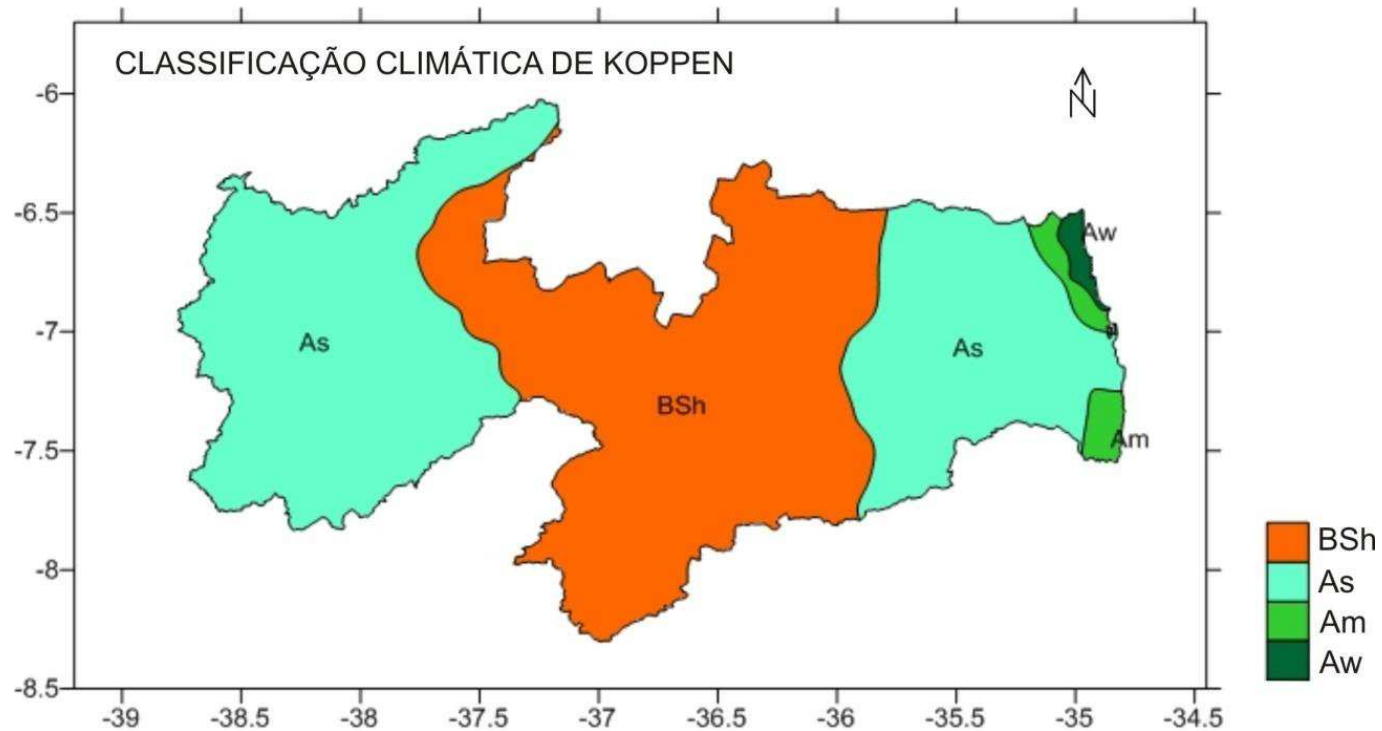 CLASSIFICAÇÃO CLIMÁTICA DE KOPPEN
N
-6
-6.5
-7
-7.5
-8
-8.5
Aw
As
As
BSh
Am
BSh
As
Am
Aw
-39 -38.5 -38 -37.5 -37 -36.5 -36 -35.5 -35 -34.5